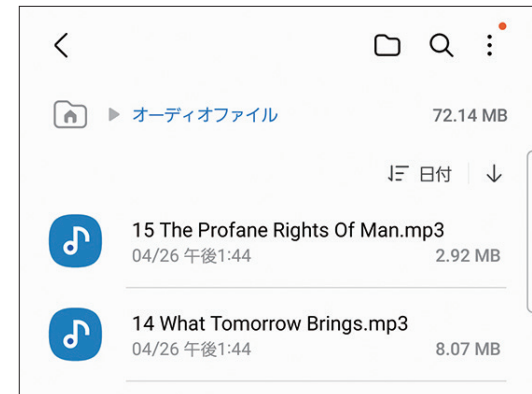 オーディオファイル 72.14 MB
日付
15 The Profane Rights Of Man.mp3
04/26 午後1:44 2.92 MB
14 What Tomorrow Brings.mp3
04/26 午後1:44 8.07 MB